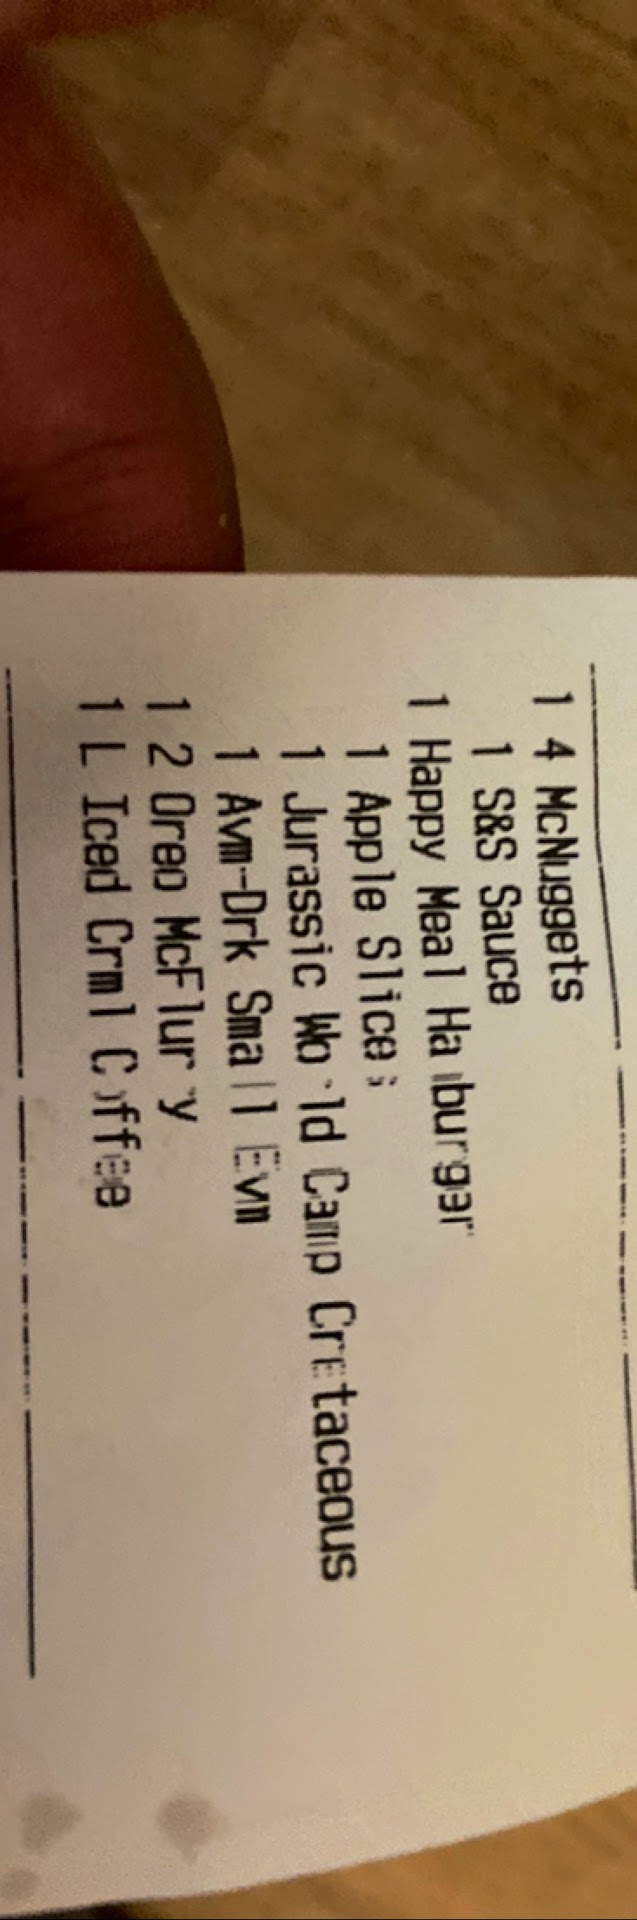 1 4 McNuggets
1 S&S Sauce
1 Happy Meal Hamburger
1 Apple Slices
1 Jurassic World Camp Cretaceous
1 Avm-Drk Small Evm
1 2 Oreo McFlurry
1 L Iced Crml Coffee